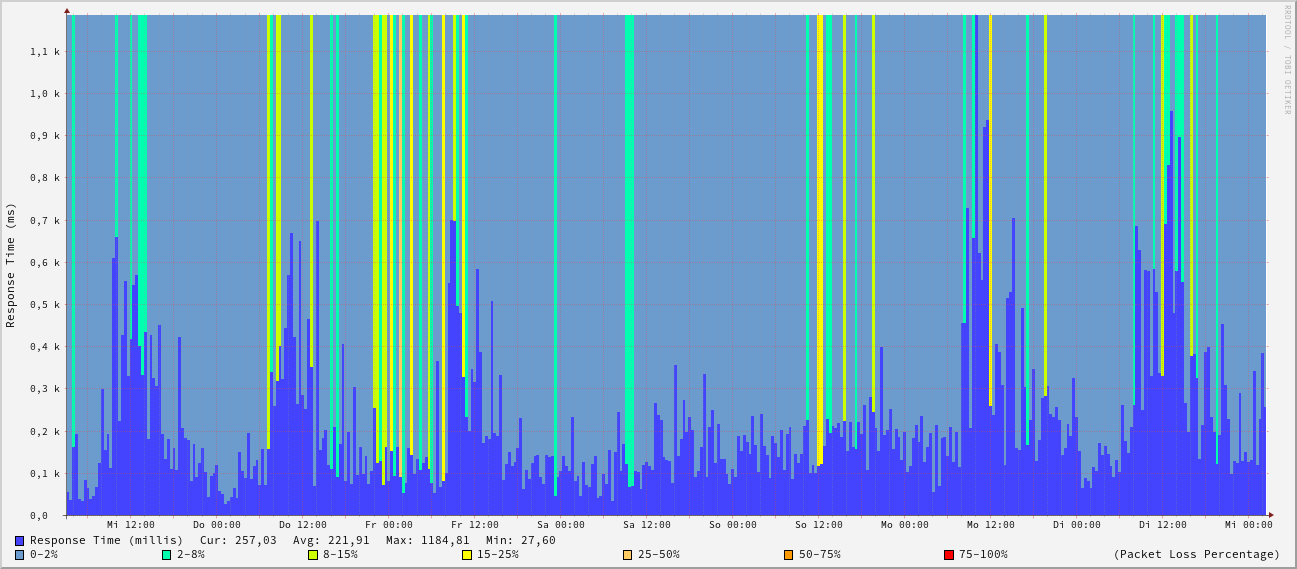 RRDTOOL / TOBI OETIKER
Response Time (ms)
1,1 k
1,0 k
0,9 k
0,8 k
0,7 k
0,6 k
0,5 k
0,4 k
0,3 k
0,2 k
0,1 k
0,0
Mi 12:00 Do 00:00 Do 12:00 Fr 00:00 Fr 12:00 Sa 00:00 Sa 12:00 So 00:00 So 12:00 Mo 00:00 Mo 12:00 Di 00:00 Di 12:00 Mi 00:00
Response Time (millis) Cur: 257,03 Avg: 221,91 Max: 1184,81 Min: 27,60
0-2% 2-8% 8-15% 15-25% 25-50% 50-75% 75-100% (Packet Loss Percentage)